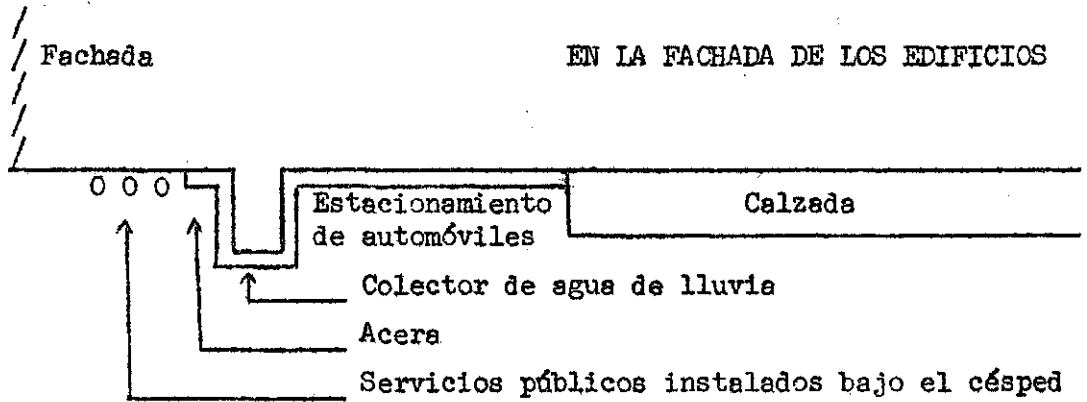 Fachada
EN LA FACHADA DE LOS EDIFICIOS
O O O
Estacionamiento
de automóviles
Calzada
Colector de agua de lluvia
Acera
Servicios públicos instalados bajo el césped